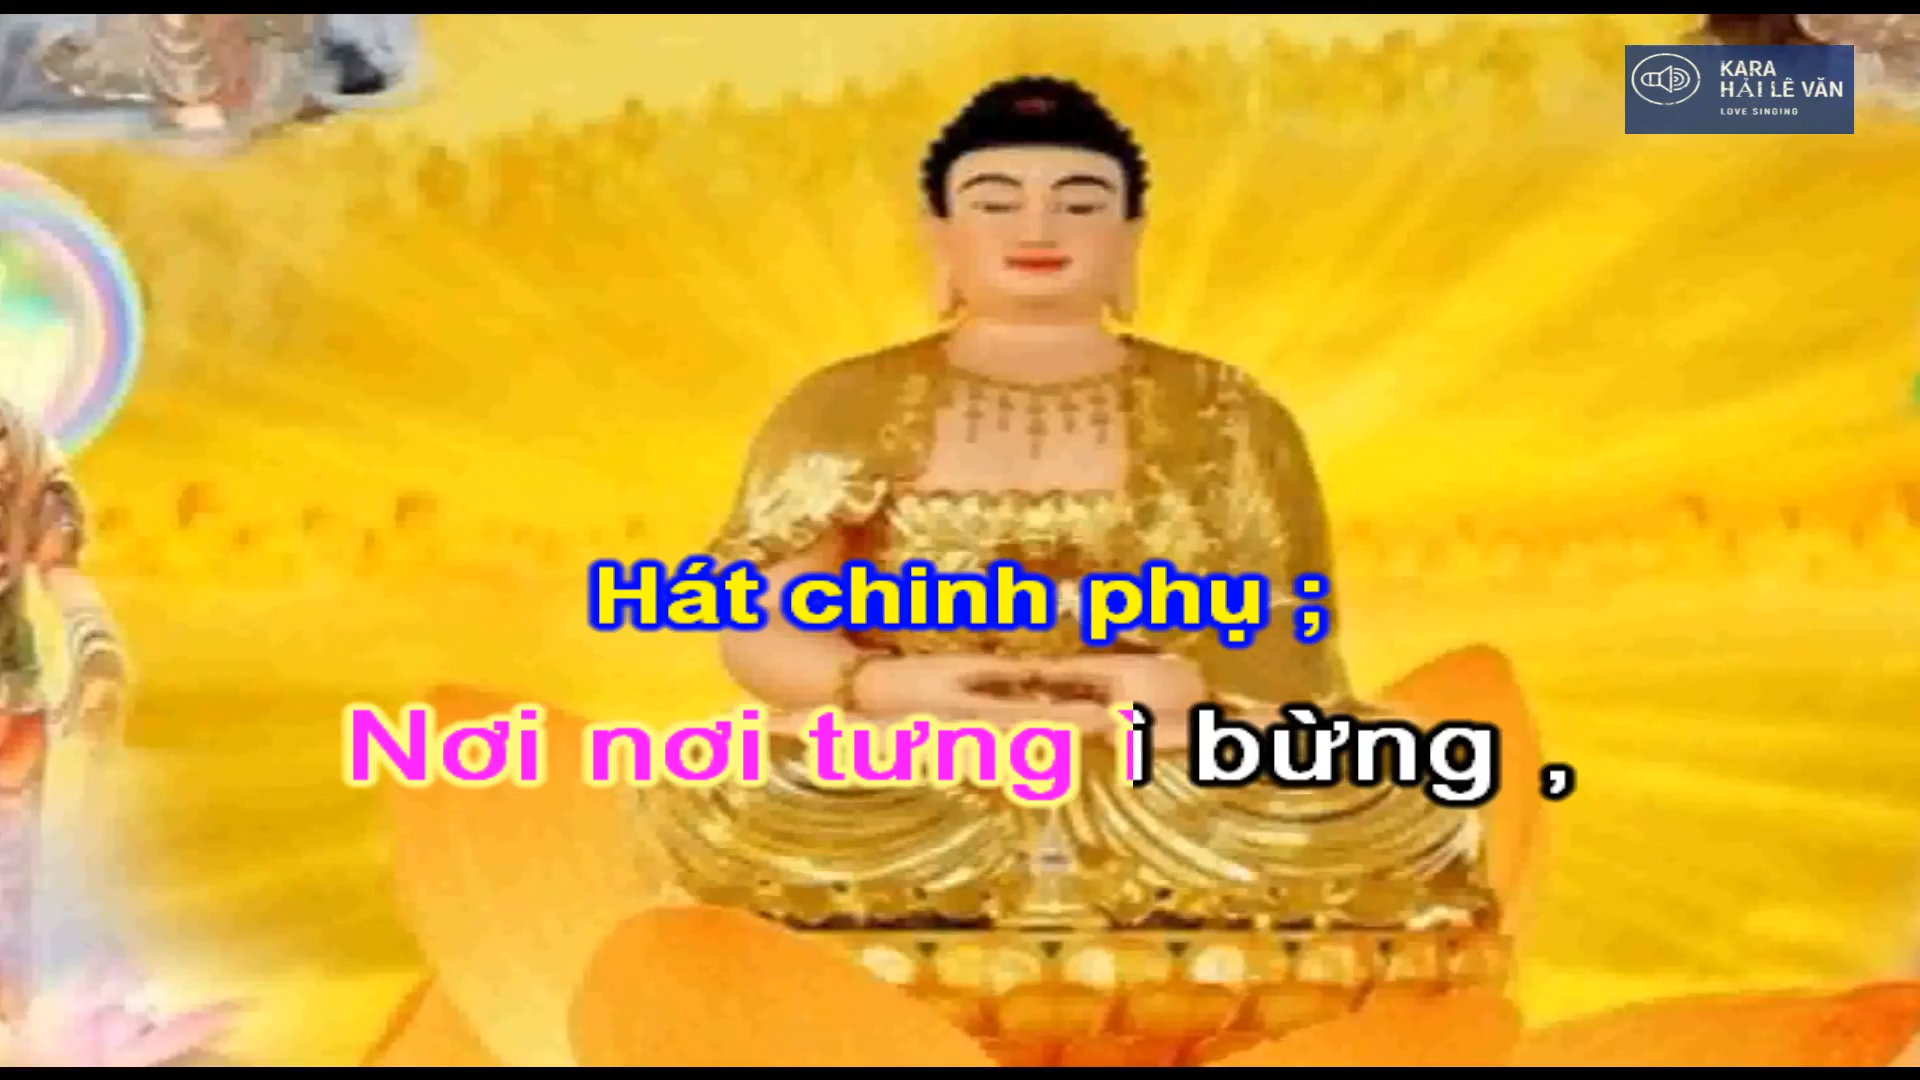 KARA
HẢI LÊ VĂN
LOVE SINGING
Hát chinh phụ ;
Nơi nơi tưng ì bừng ,